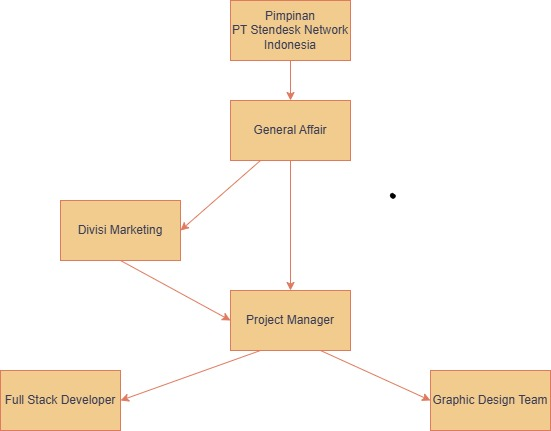 Pimpinan
PT Stendesk Network
Indonesia
General Affair
Divisi Marketing
Project Manager
Full Stack Developer
Graphic Design Team